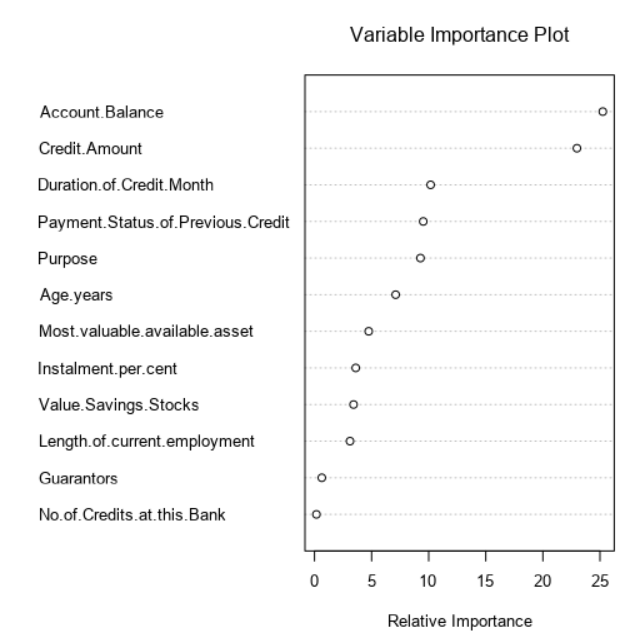 Variable Importance Plot
Account.Balance
Credit.Amount
Duration.of.Credit.Month
Payment.Status.of.Previous.Credit
Purpose
Age.years
Most.valuable.available.asset
Instalment.per.cent
Value.Savings.Stocks
Length.of.current.employment
Guarantors
No.of.Credits.at.this.Bank
0 5 10 15 20 25
Relative Importance